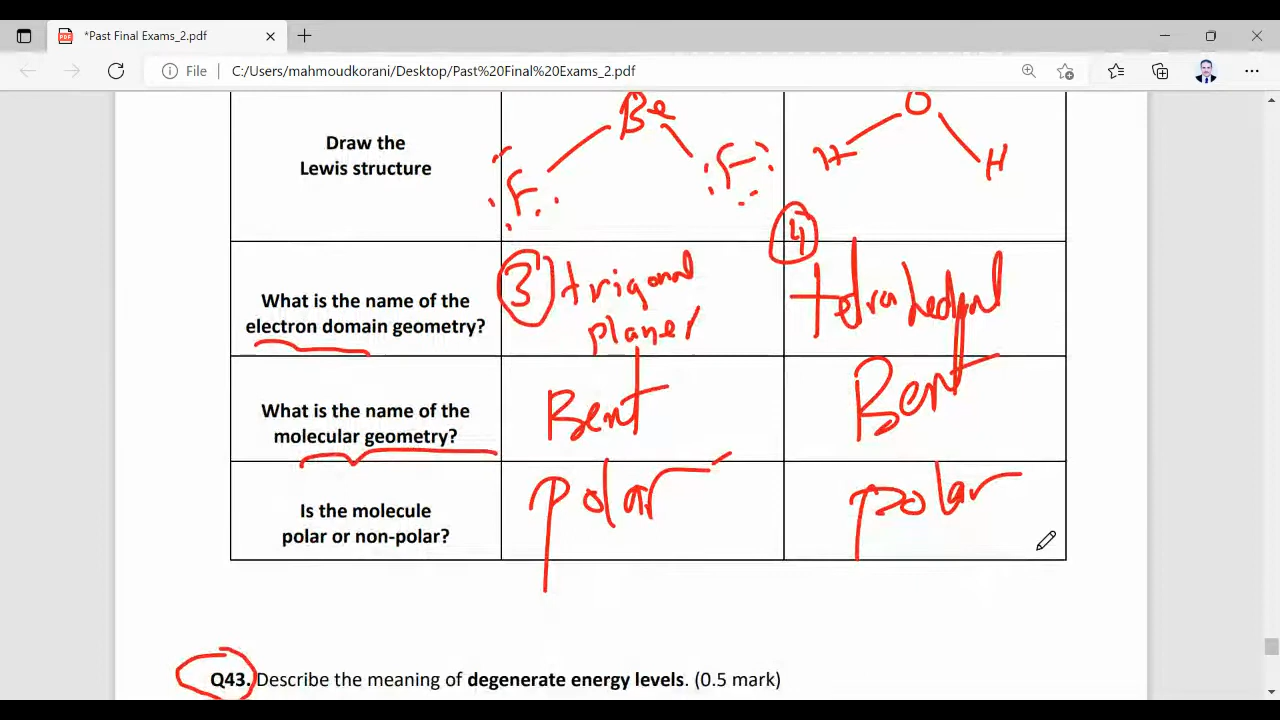 *Past Final Exams_2.pdf
File C:/Users/mahmoudkorani/Desktop/Past%20Final%20Exams_2.pdf
Draw the
Lewis structure
Be
F
F
O
H
H
What is the name of the
electron domain geometry?
3 trigonal
planer
4
tetrahedral
What is the name of the
molecular geometry?
Bent
Bent
Is the molecule
polar or non-polar?
polar
polar
Q43. Describe the meaning of degenerate energy levels. (0.5 mark)